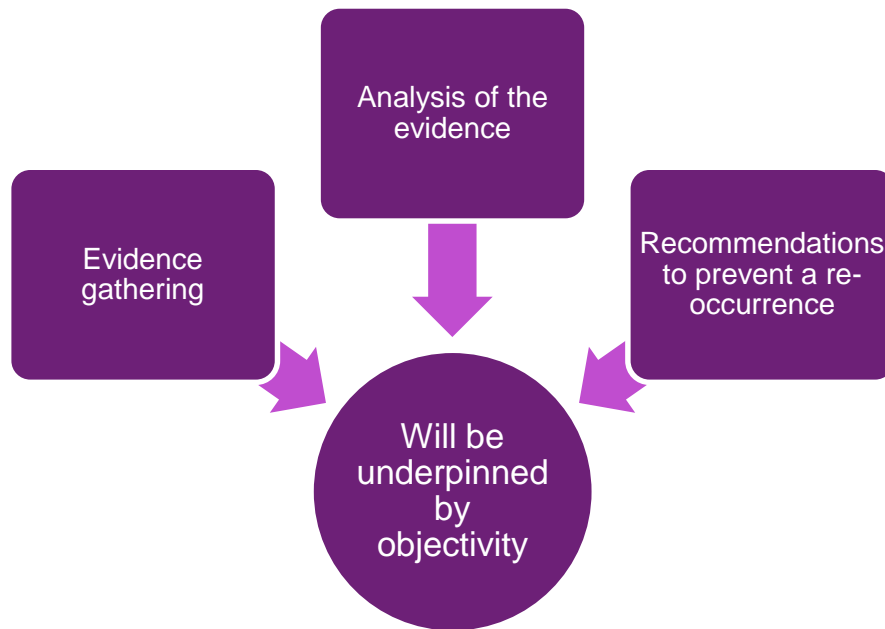 Analysis of the
evidence
Evidence
gathering
Recommendations
to prevent a re-
occurrence
Will be
underpinned
by
objectivity